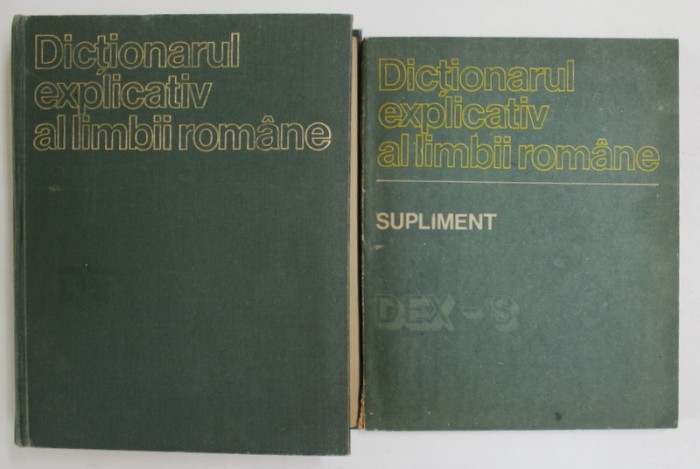 Dicționarul
explicativ
al limbii române
Dicționarul
explicativ
al limbii române
SUPLIMENT
DEX-S